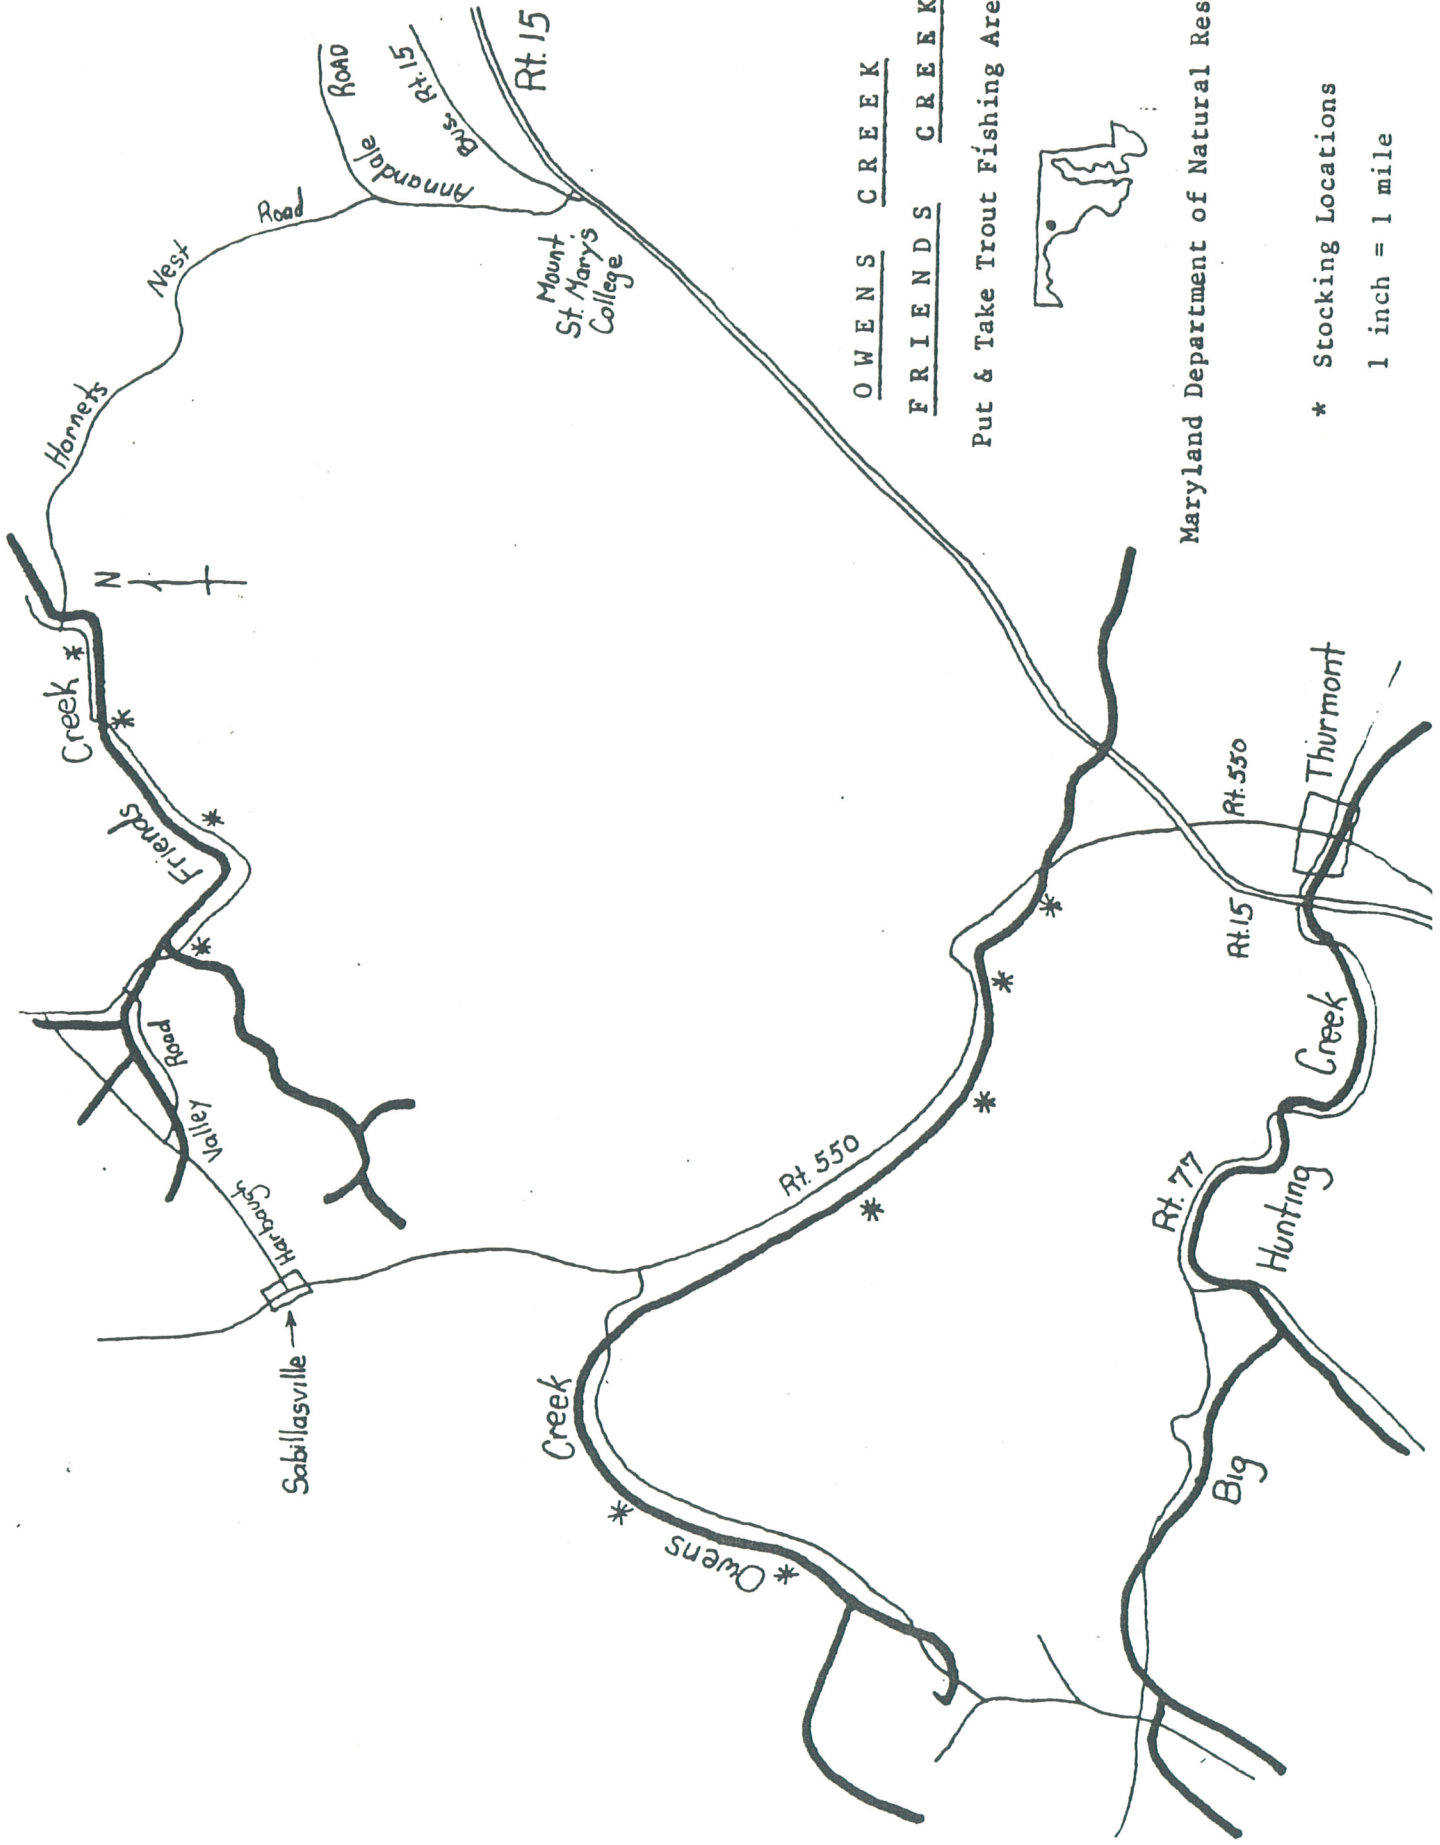 OWENS CREEK
FRIENDS CREEK
Put & Take Trout Fishing Are
Maryland Department of Natural Res
* Stocking Locations
1 inch = 1 mile
N
Hornets Nest Road
Annandale ROAD
Bus. Rt. 15
Rt. 15
Mount
St. Mary's
College
Friends Creek
*
*
*
*
Harbaugh Valley Road
Sabillasville
Rt. 550
Owens Creek
*
*
*
*
*
*
Rt. 550
Thurmont
Rt. 15
Rt. 77
Big Hunting Creek